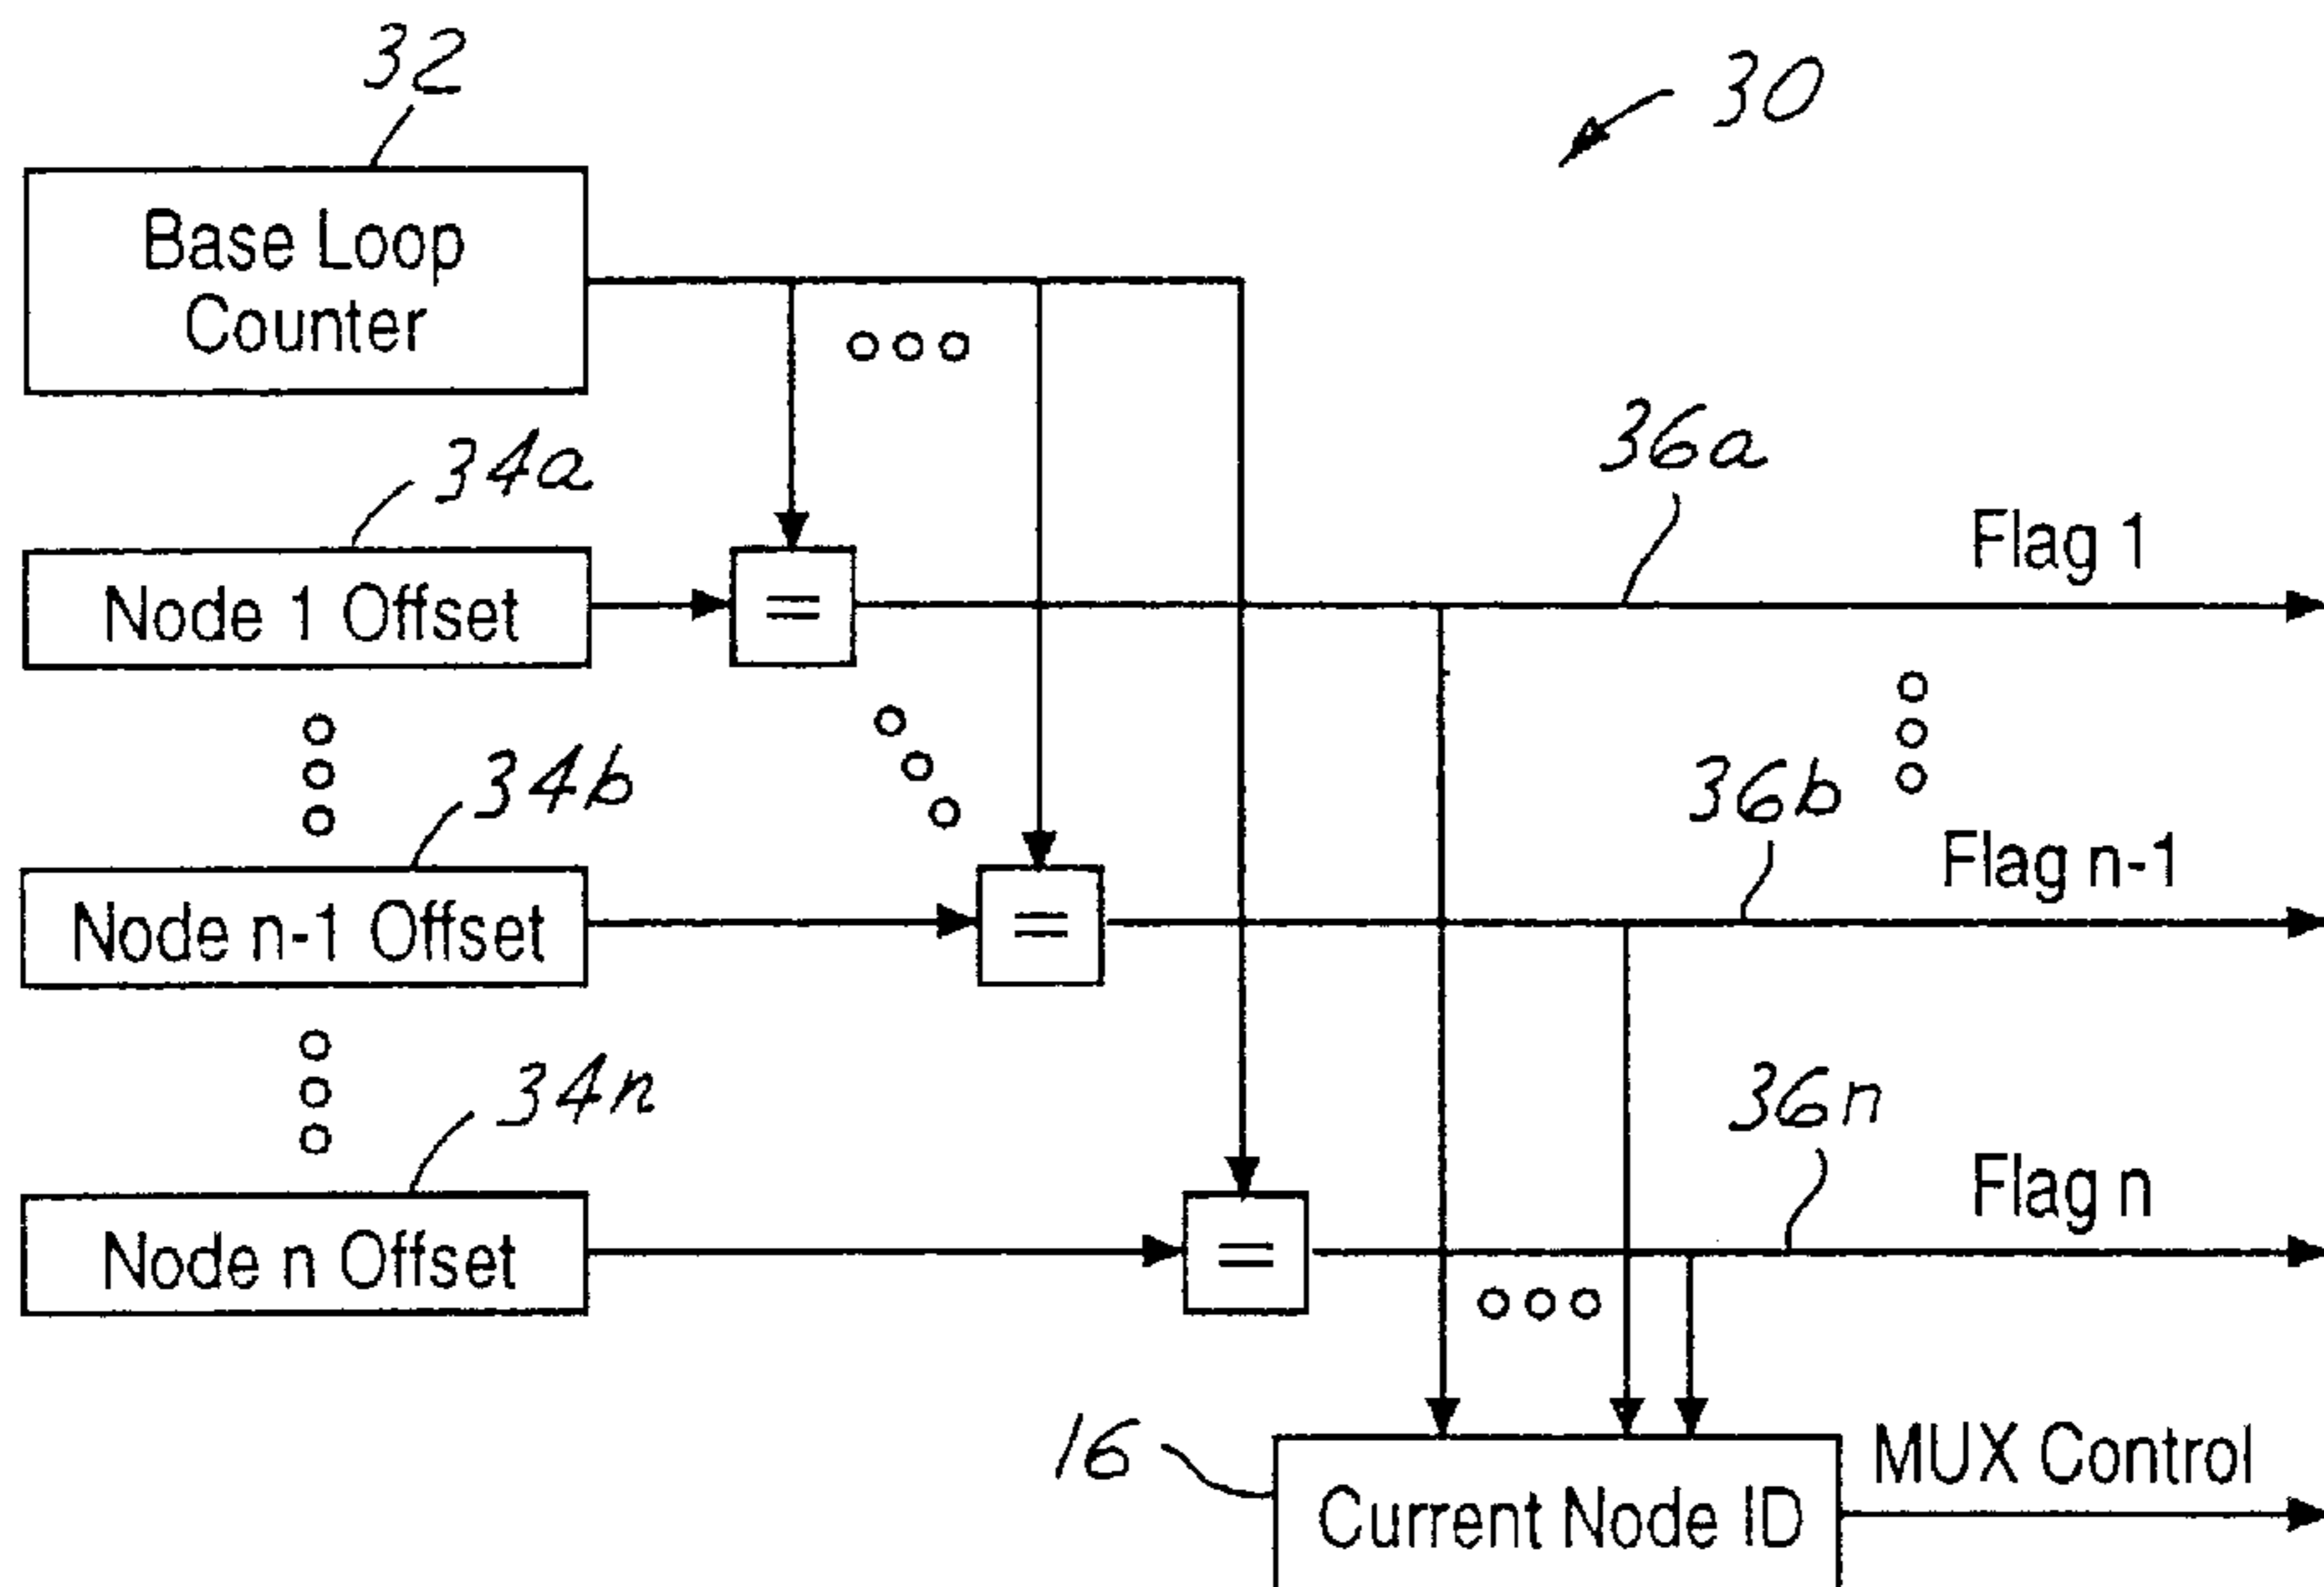 32
30
Base Loop
Counter
34a
36a
Flag 1
Node 1 Offset
=
34b
36b
Flag n-1
Node n-1 Offset
=
34n
36n
Flag n
Node n Offset
=
16
MUX Control
Current Node ID